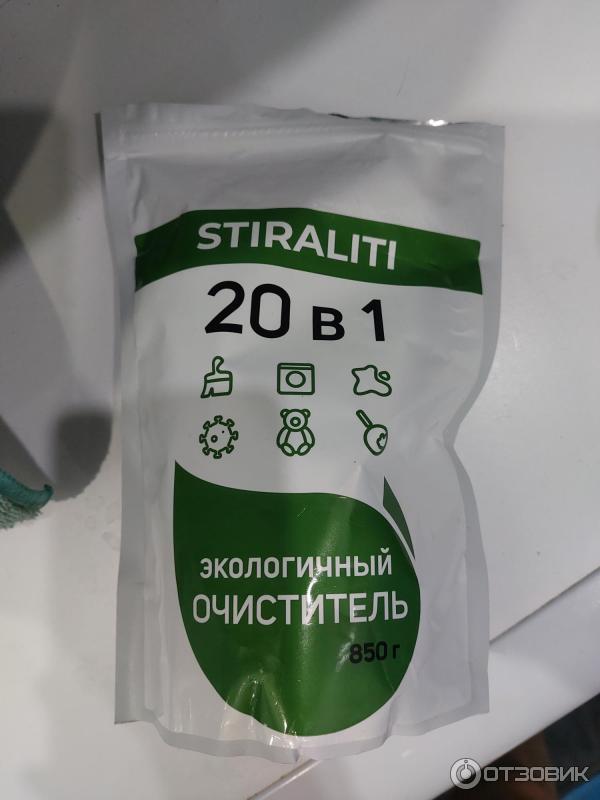 STIRALITI
20 в 1
экологичный
ОЧИСТИТЕЛЬ
850 г
ОТЗОВИК